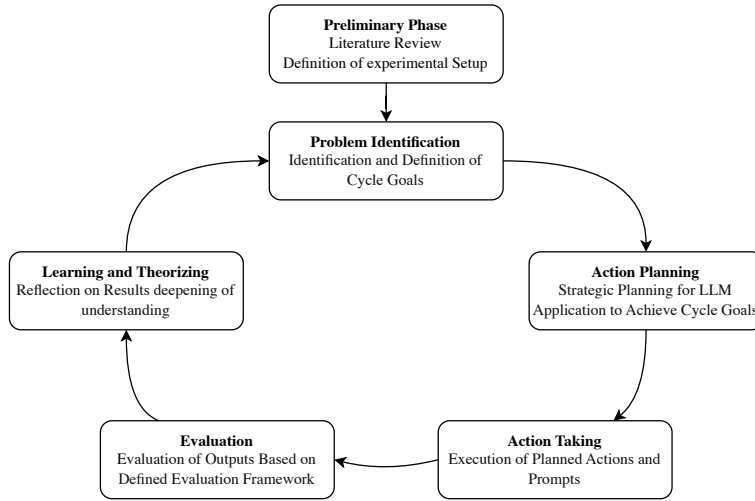 Preliminary Phase
Literature Review
Definition of experimental Setup
Problem Identification
Identification and Definition of
Cycle Goals
Action Planning
Strategic Planning for LLM
Application to Achieve Cycle Goals
Action Taking
Execution of Planned Actions and
Prompts
Evaluation
Evaluation of Outputs Based on
Defined Evaluation Framework
Learning and Theorizing
Reflection on Results deepening of
understanding